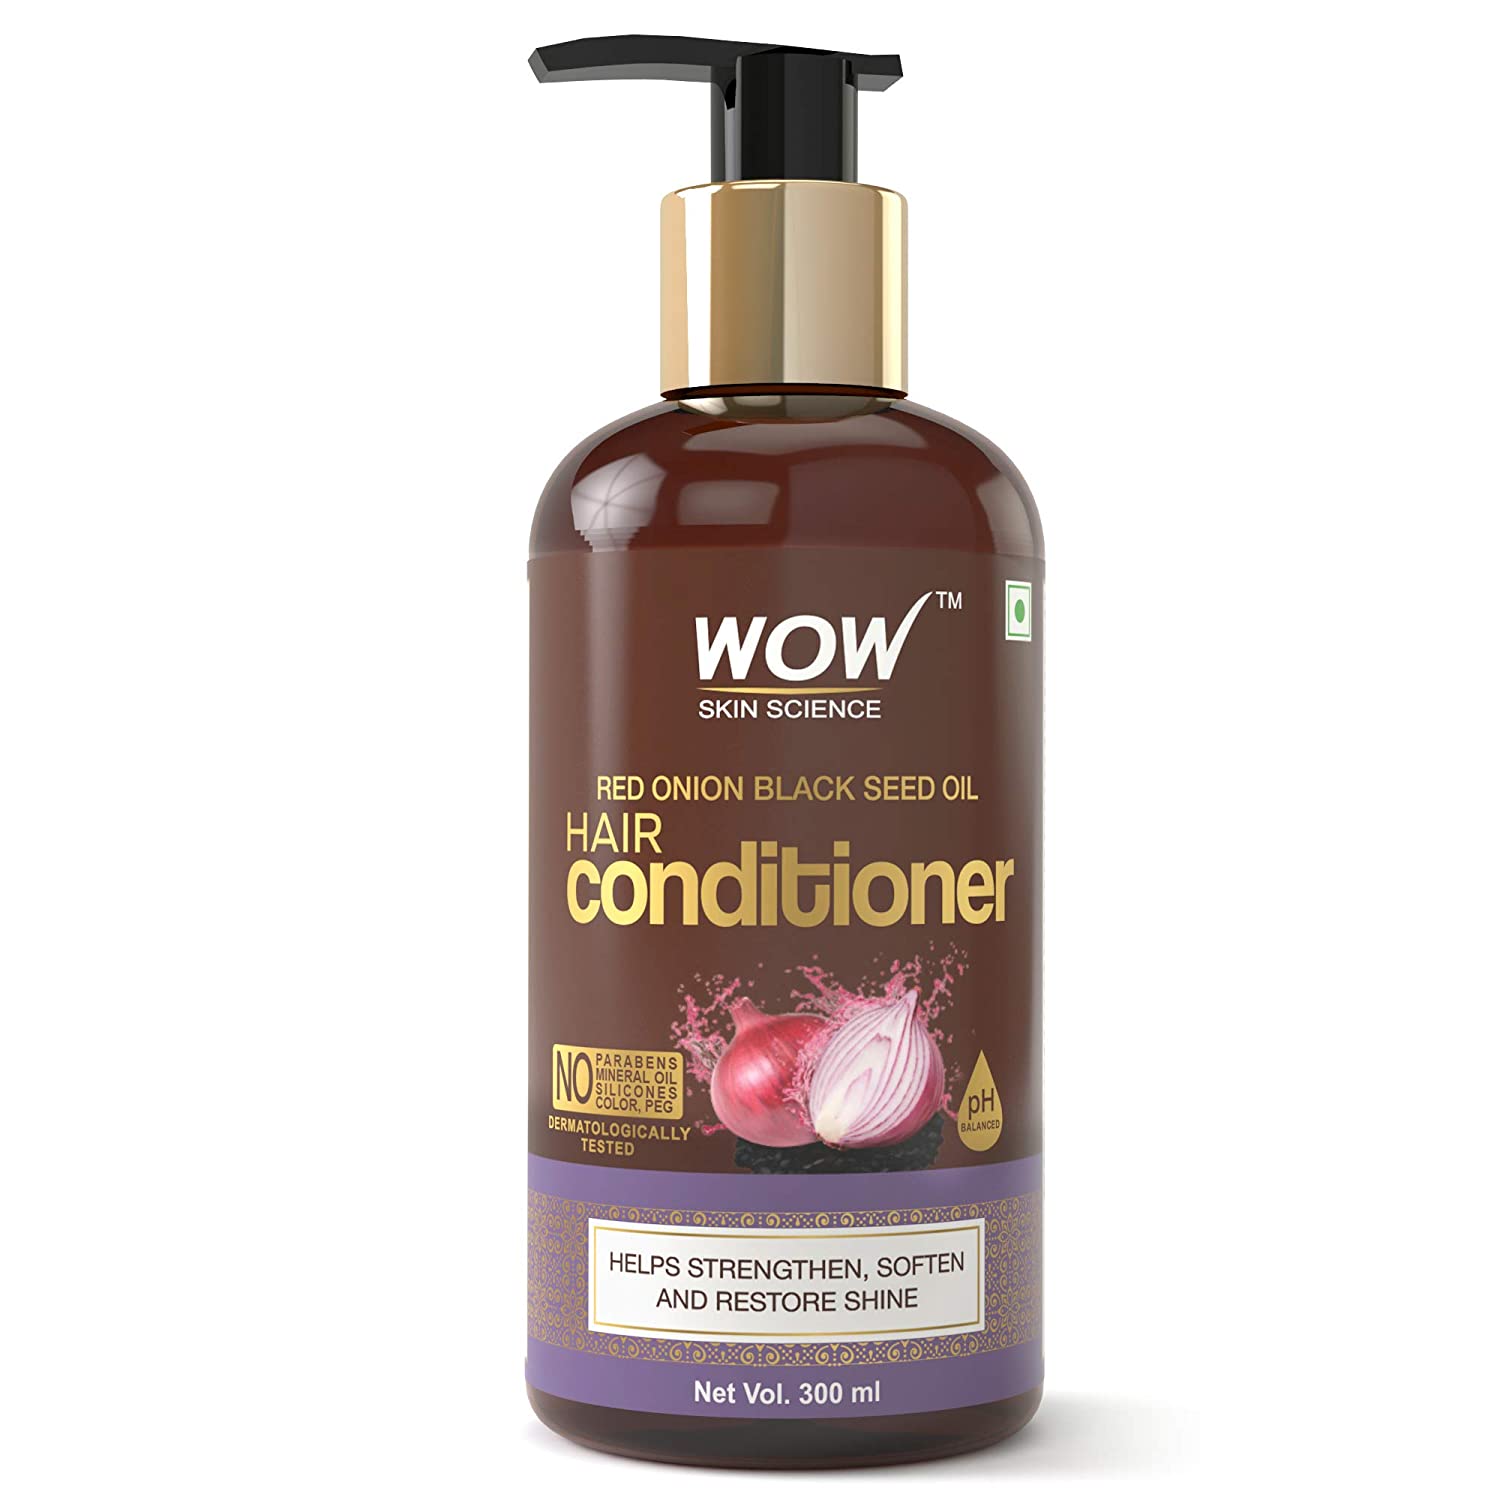 WOW™
SKIN SCIENCE
RED ONION BLACK SEED OIL
HAIR
conditioner
NO
PARABENS
MINERAL OIL
SILICONES
COLOR, PEG
DERMATOLOGICALLY
TESTED
pH
BALANCED
HELPS STRENGTHEN, SOFTEN
AND RESTORE SHINE
Net Vol. 300 ml